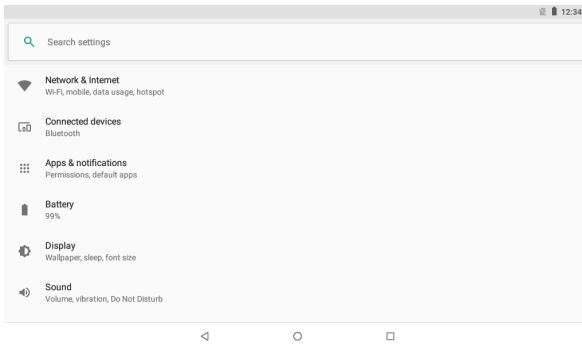 12:34
Search settings
Network & Internet
Wi-Fi, mobile, data usage, hotspot
Connected devices
Bluetooth
Apps & notifications
Permissions, default apps
Battery
99%
Display
Wallpaper, sleep, font size
Sound
Volume, vibration, Do Not Disturb